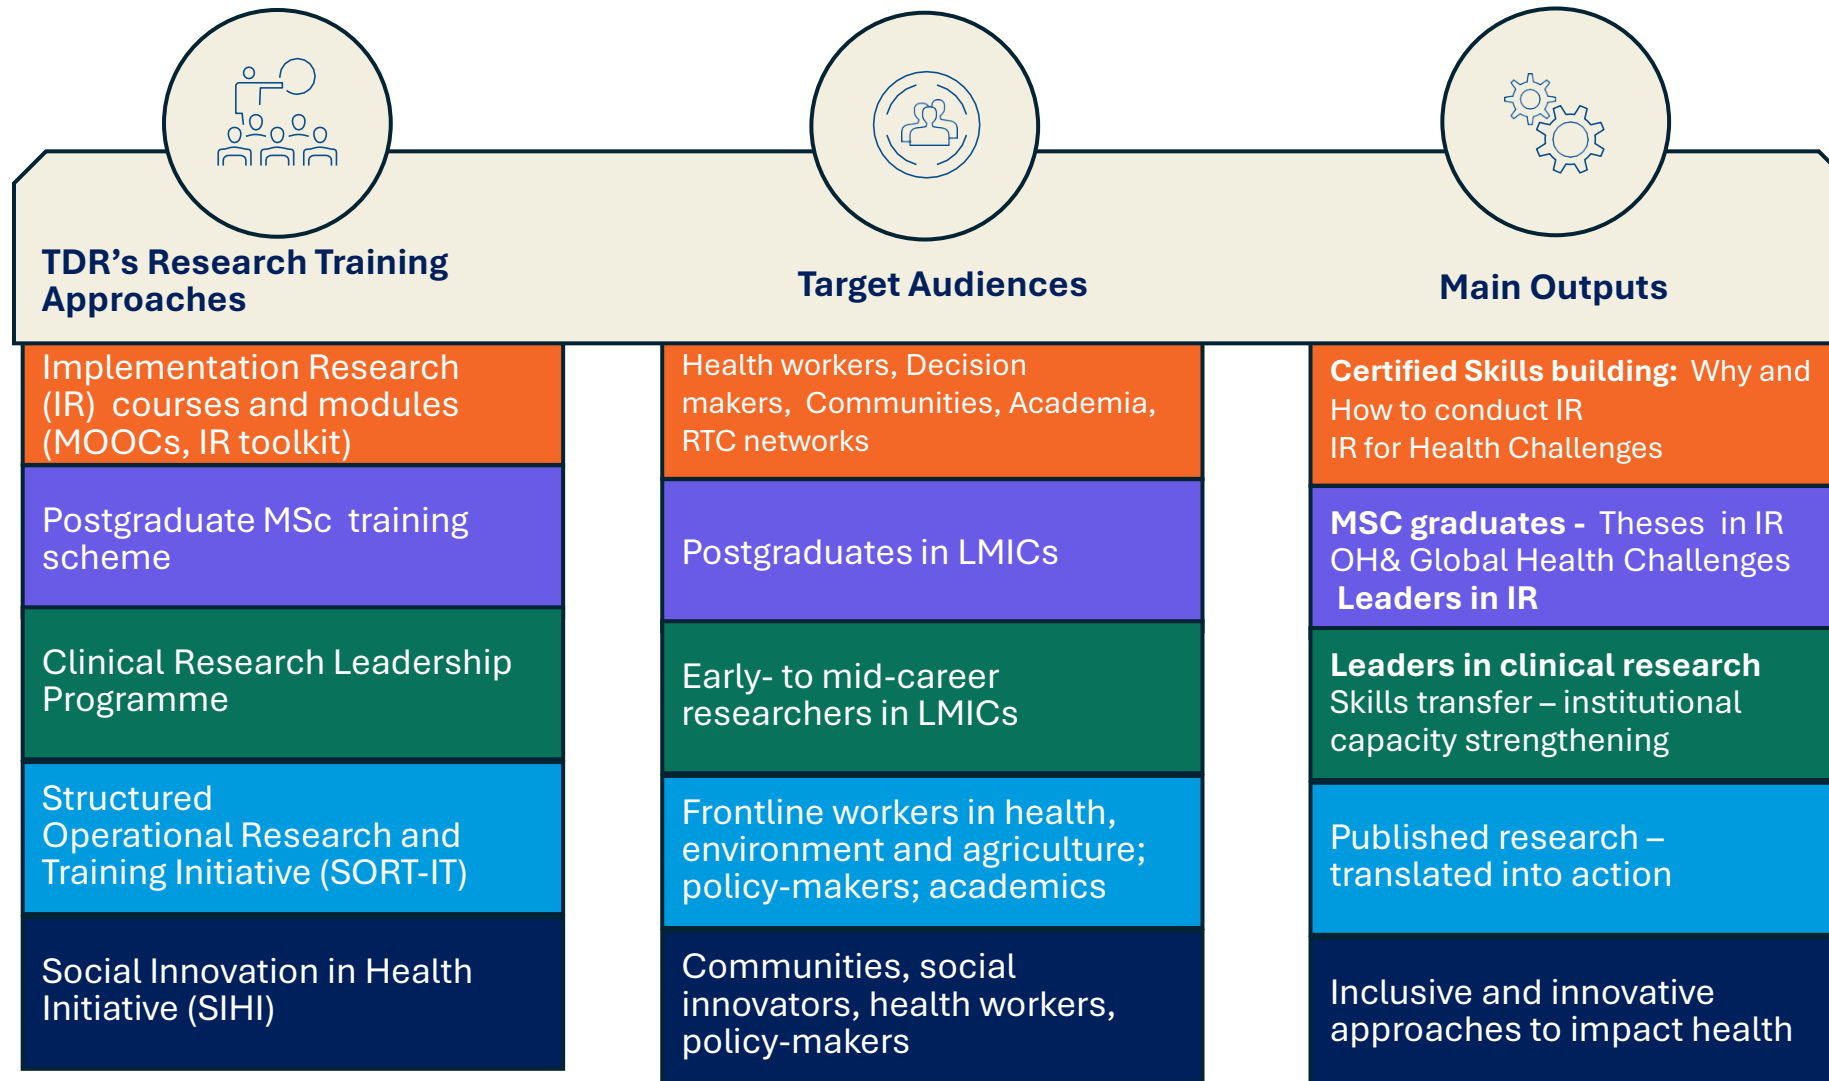 TDR’s Research Training
Approaches
Target Audiences
Main Outputs
Implementation Research
(IR) courses and modules
(MOOCs, IR toolkit)
Health workers, Decision
makers, Communities, Academia,
RTC networks
Certified Skills building: Why and
How to conduct IR
IR for Health Challenges
Postgraduate MSc training
scheme
Postgraduates in LMICs
MSC graduates - Theses in IR
OH& Global Health Challenges
Leaders in IR
Clinical Research Leadership
Programme
Early- to mid-career
researchers in LMICs
Leaders in clinical research
Skills transfer – institutional
capacity strengthening
Structured
Operational Research and
Training Initiative (SORT-IT)
Frontline workers in health,
environment and agriculture;
policy-makers; academics
Published research –
translated into action
Social Innovation in Health
Initiative (SIHI)
Communities, social
innovators, health workers,
policy-makers
Inclusive and innovative
approaches to impact health